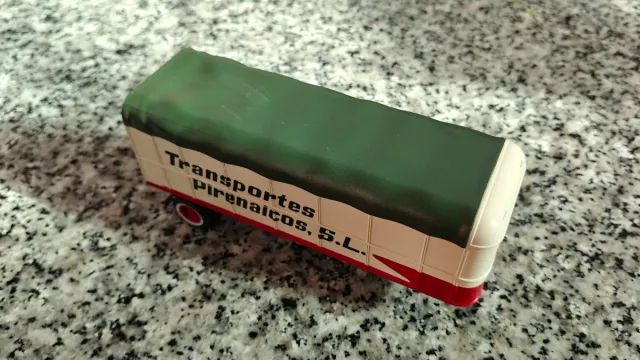 Transportes
Pirenaicos, S.L.